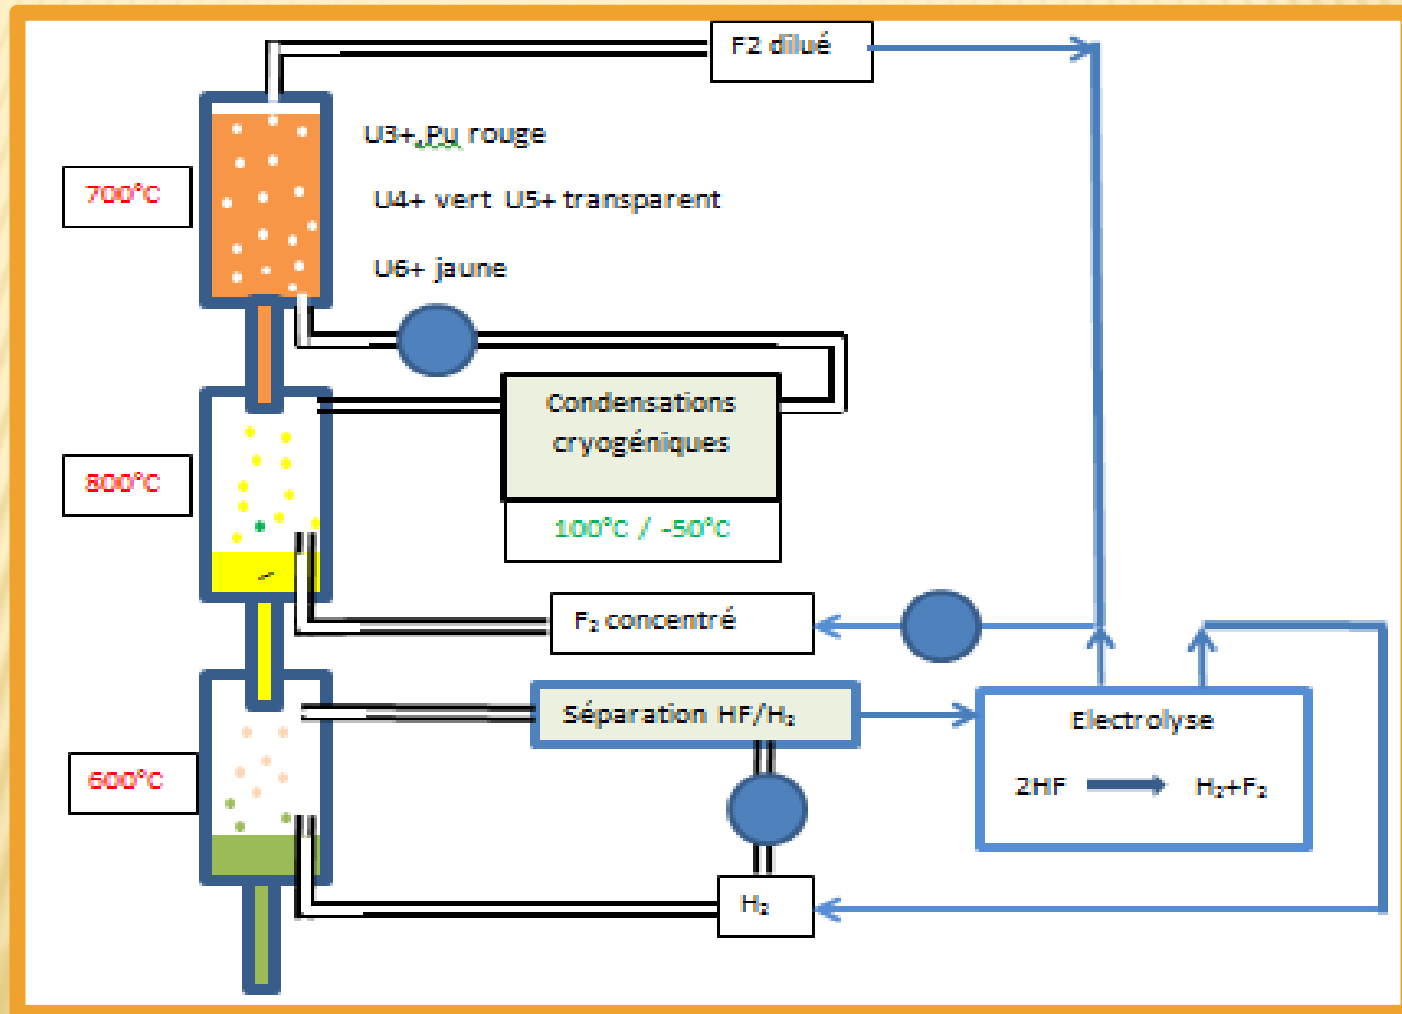 F2 dilué
U3+,Pu rouge
700°C
U4+ vert U5+ transparent
U6+ jaune
Condensations
cryogéniques
800°C
100°C / -50°C
F₂ concentré
Séparation HF/H₂
Electrolyse
600°C
2HF H₂+F₂
H₂